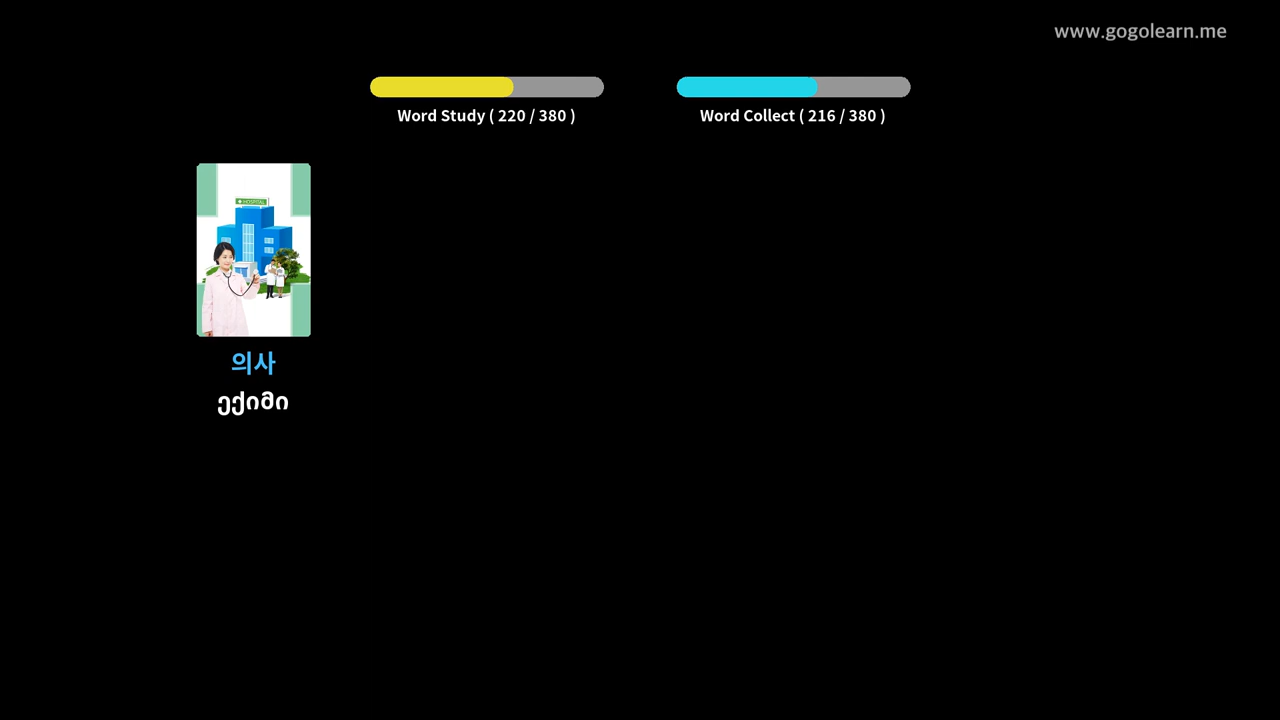 www.gogolearn.me
Word Study ( 220 / 380 )
Word Collect ( 216 / 380 )
HOSPITAL
의사
ექიმი